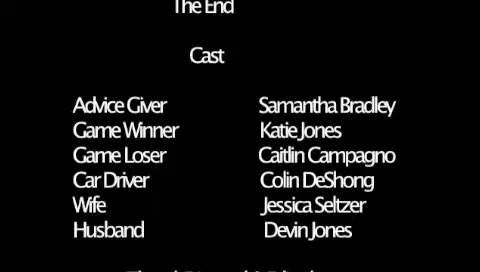 The End
Cast
Advice Giver Samantha Bradley
Game Winner Katie Jones
Game Loser Caitlin Campagno
Car Driver Colin DeShong
Wife Jessica Seltzer
Husband Devin Jones